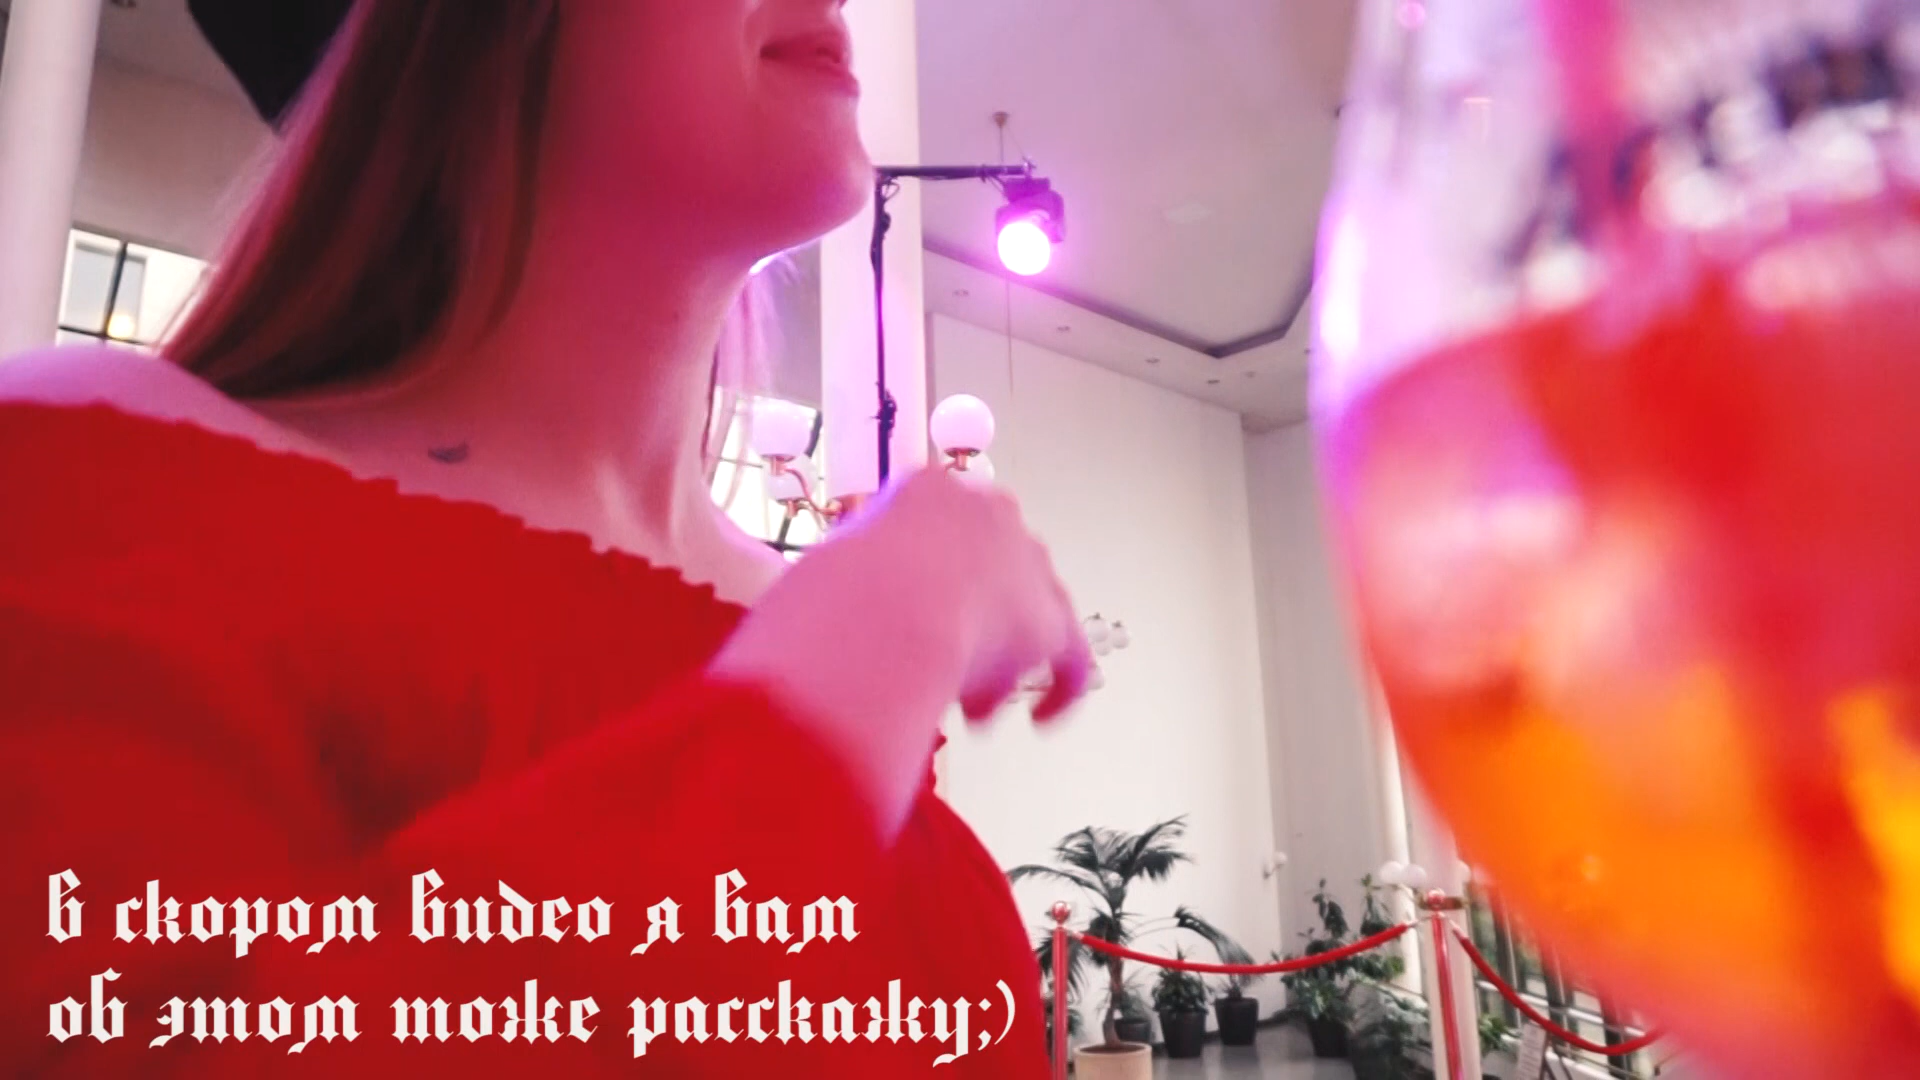 в скором видео я вам
об этом тоже расскажу;)